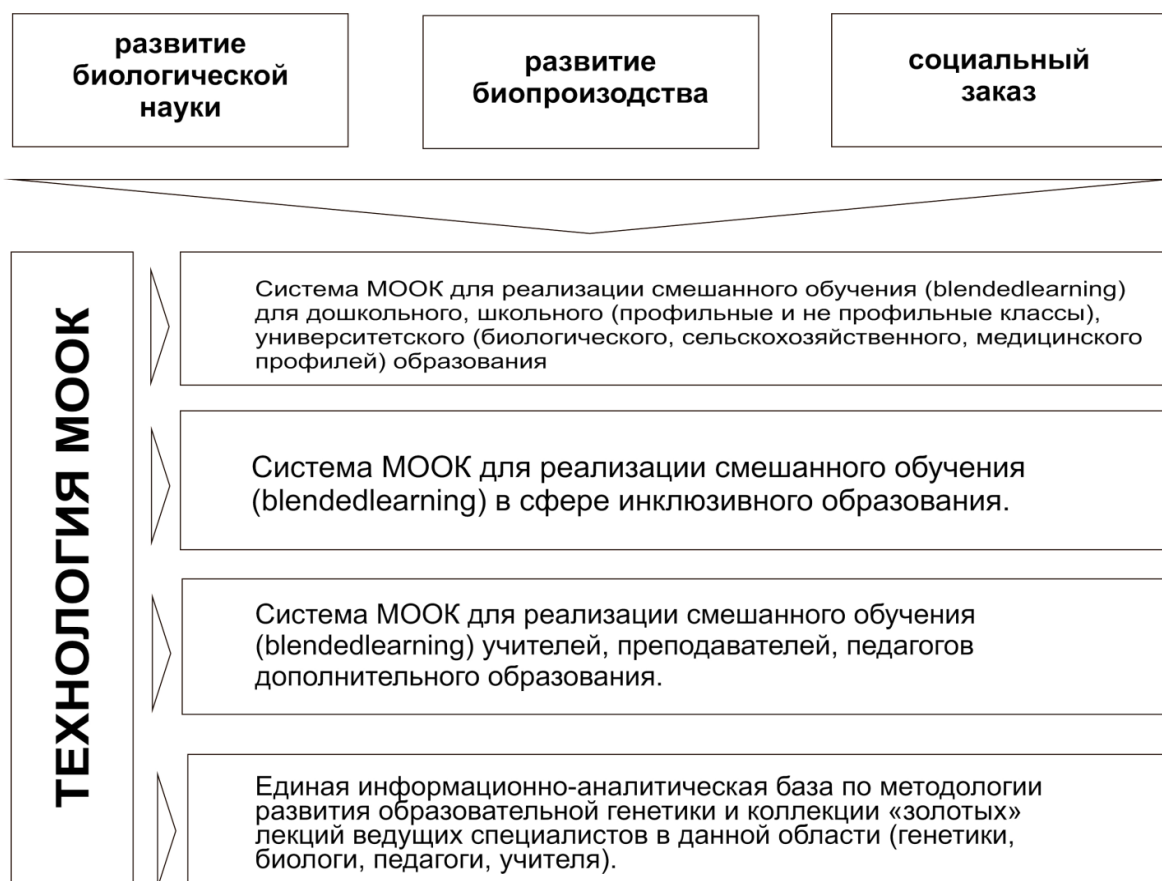 развитие
биологической
науки
развитие
биопроизодства
социальный
заказ
ТЕХНОЛОГИЯ МООК
Система МООК для реализации смешанного обучения (blendedlearning)
для дошкольного, школьного (профильные и не профильные классы),
университетского (биологического, сельскохозяйственного, медицинского
профилей) образования
Система МООК для реализации смешанного обучения
(blendedlearning) в сфере инклюзивного образования.
Система МООК для реализации смешанного обучения
(blendedlearning) учителей, преподавателей, педагогов
дополнительного образования.
Единая информационно-аналитическая база по методологии
развития образовательной генетики и коллекции «золотых»
лекций ведущих специалистов в данной области (генетики,
биологи, педагоги, учителя).